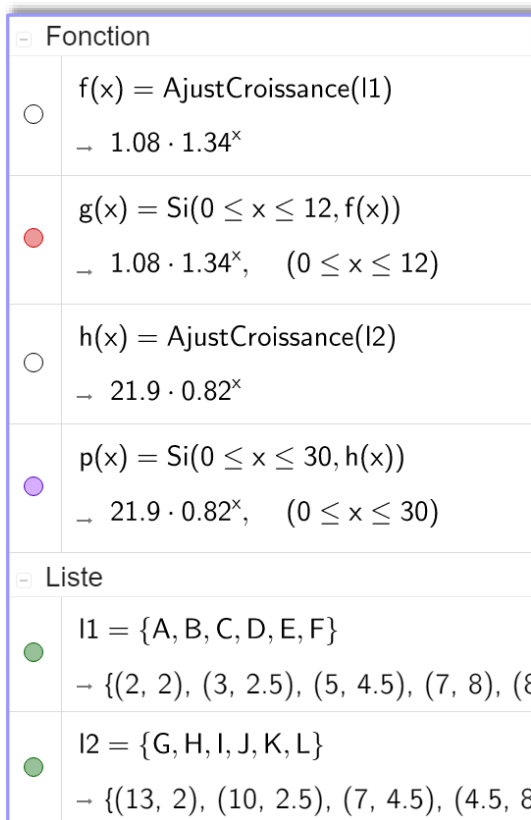 Fonction
f(x) = AjustCroissance(l1)
→ 1.08 · 1.34ˣ
g(x) = Si(0 ≤ x ≤ 12, f(x))
→ 1.08 · 1.34ˣ, (0 ≤ x ≤ 12)
h(x) = AjustCroissance(l2)
→ 21.9 · 0.82ˣ
p(x) = Si(0 ≤ x ≤ 30, h(x))
→ 21.9 · 0.82ˣ, (0 ≤ x ≤ 30)
Liste
l1 = {A, B, C, D, E, F}
→ {(2, 2), (3, 2.5), (5, 4.5), (7, 8), (8
l2 = {G, H, I, J, K, L}
→ {(13, 2), (10, 2.5), (7, 4.5), (4.5, 8